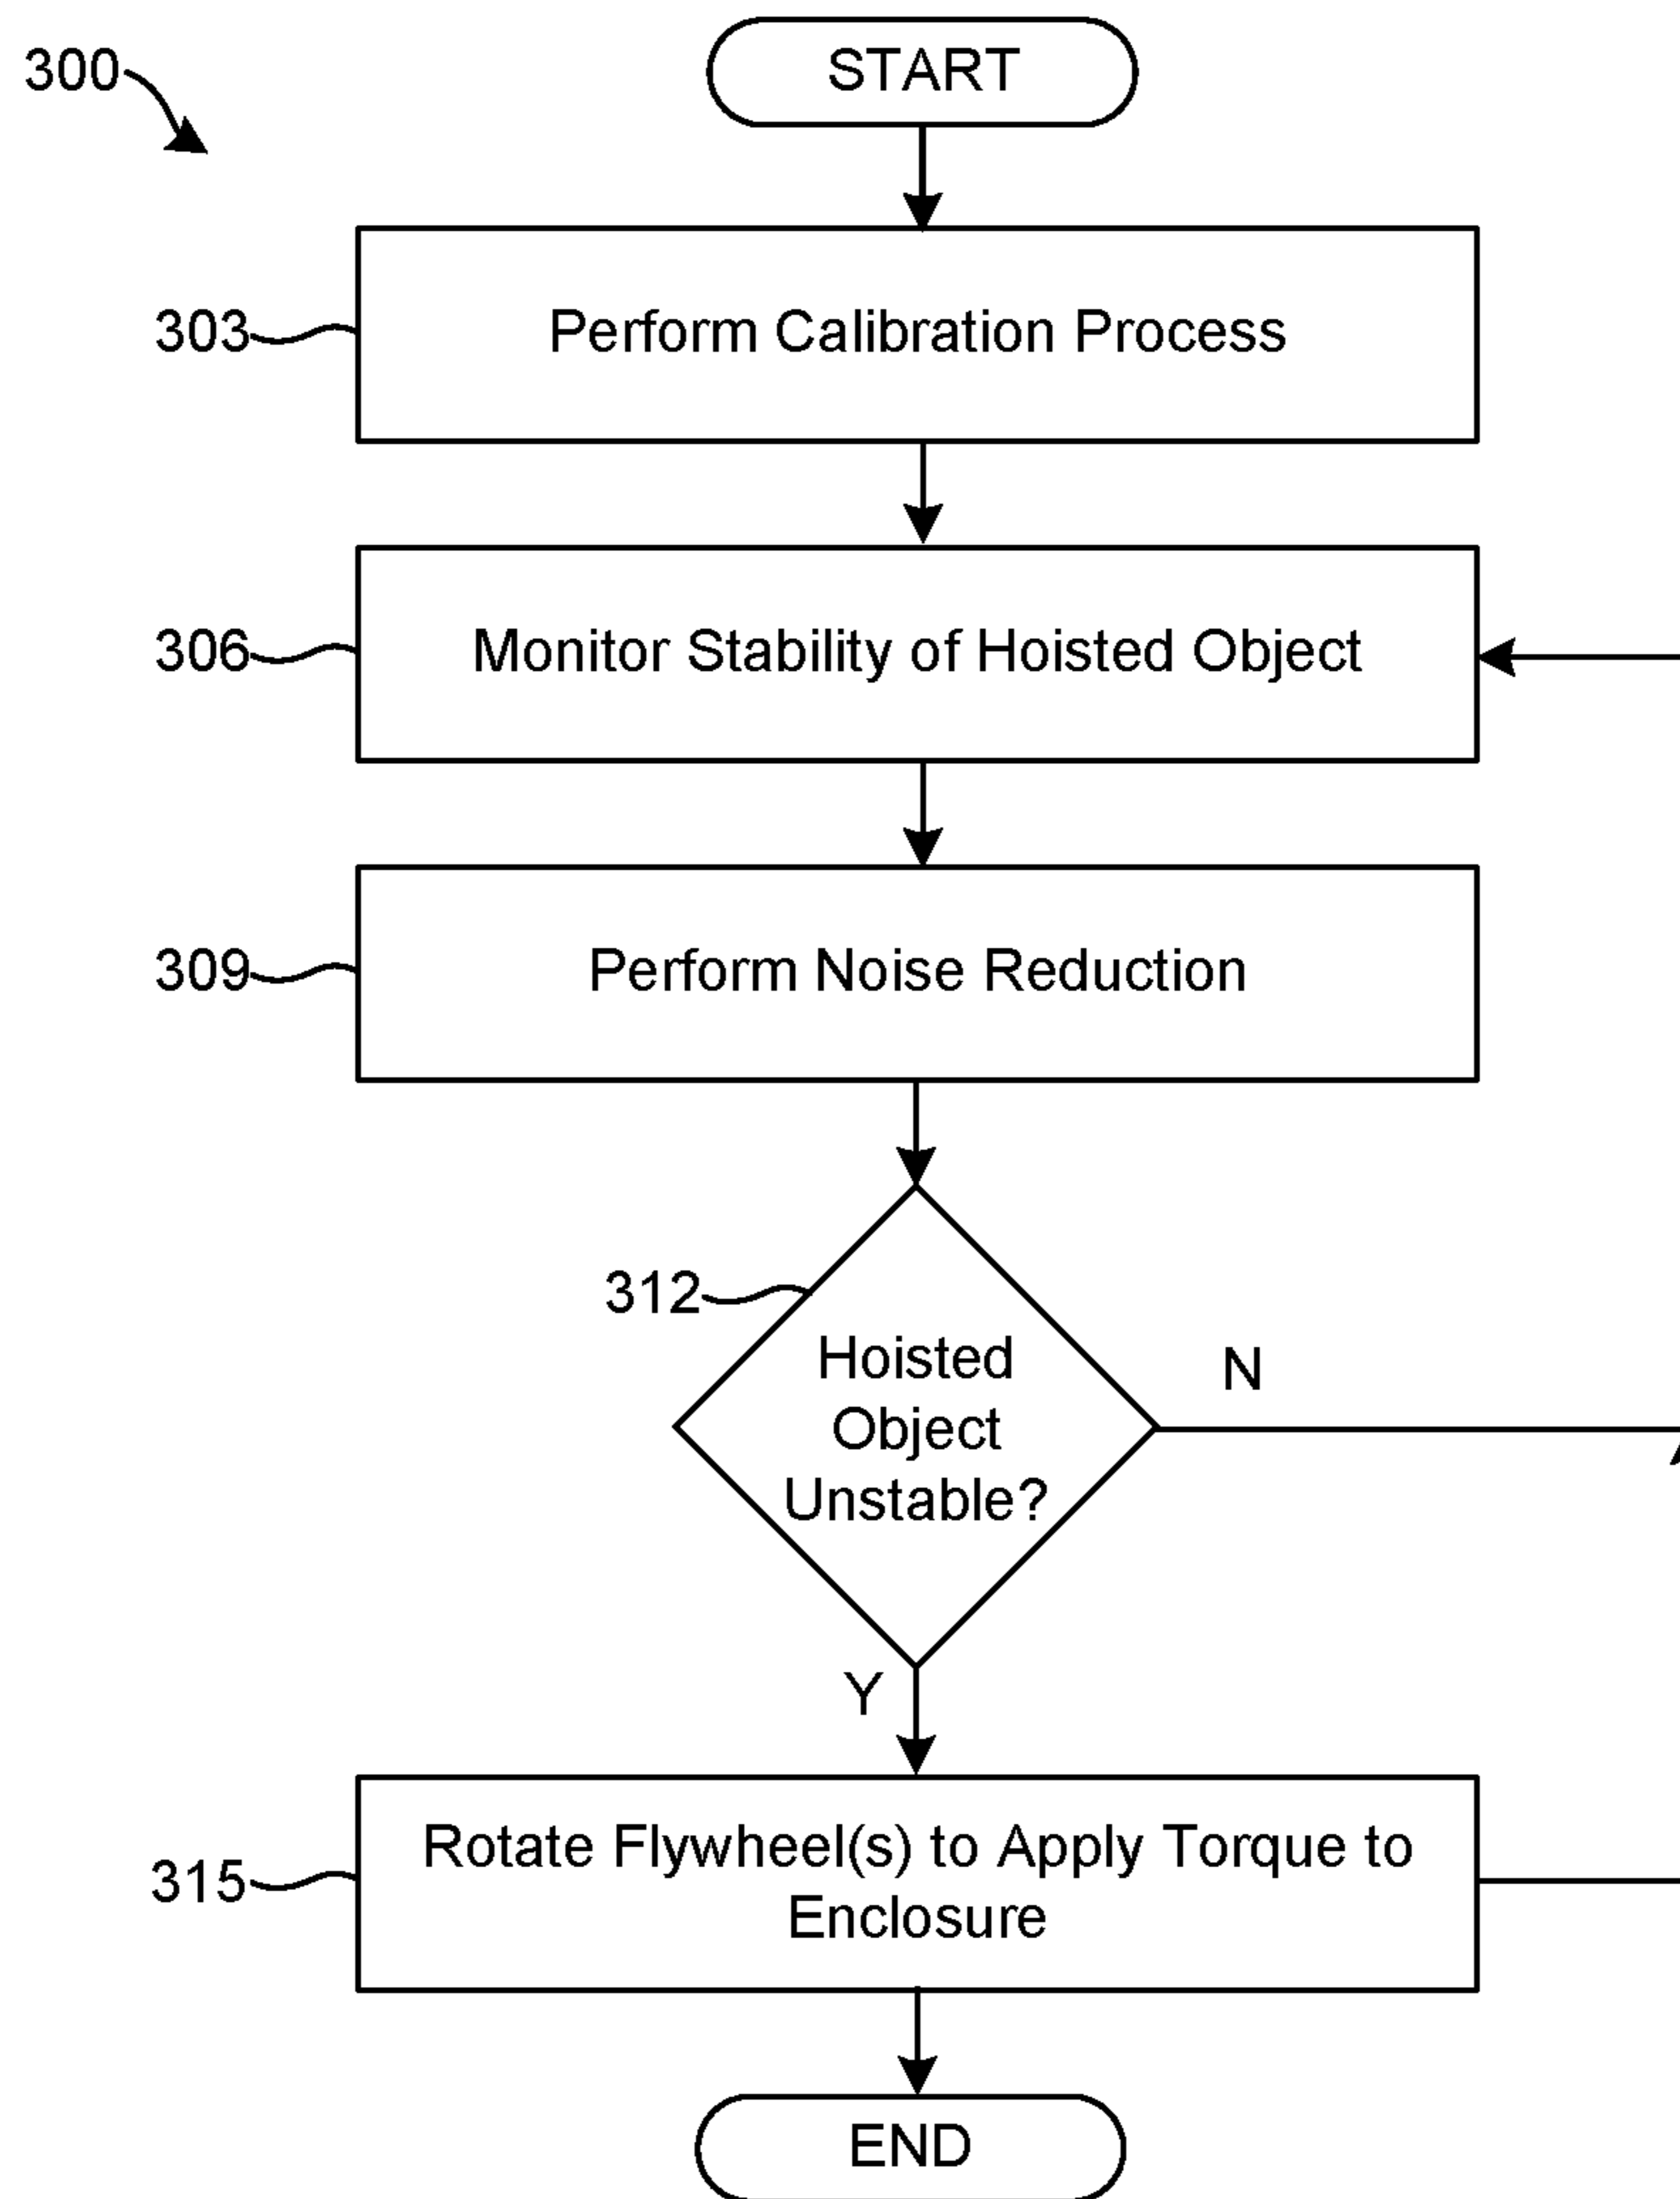 300
START
303
Perform Calibration Process
306
Monitor Stability of Hoisted Object
309
Perform Noise Reduction
312
Hoisted
Object
Unstable?
N
Y
315
Rotate Flywheel(s) to Apply Torque to
Enclosure
END